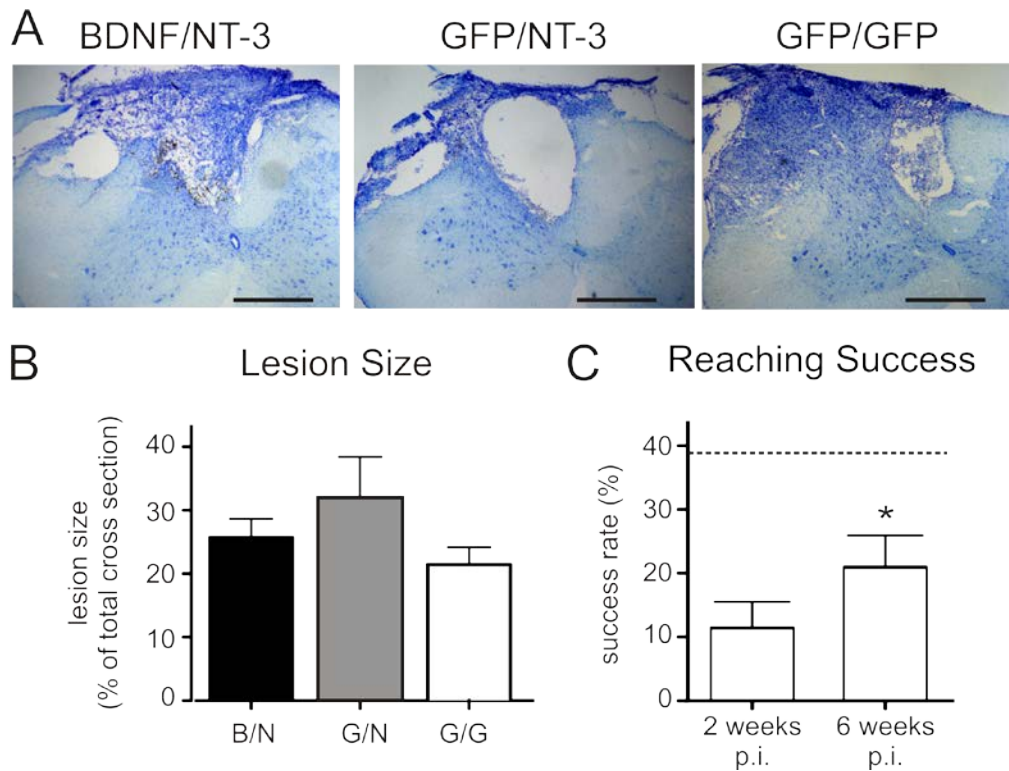 A
BDNF/NT-3
GFP/NT-3
GFP/GFP
B
Lesion Size
lesion size
(% of total cross section)
40
30
20
10
0
B/N
G/N
G/G
C
Reaching Success
success rate (%)
40
30
20
10
0
*
2 weeks
p.i.
6 weeks
p.i.